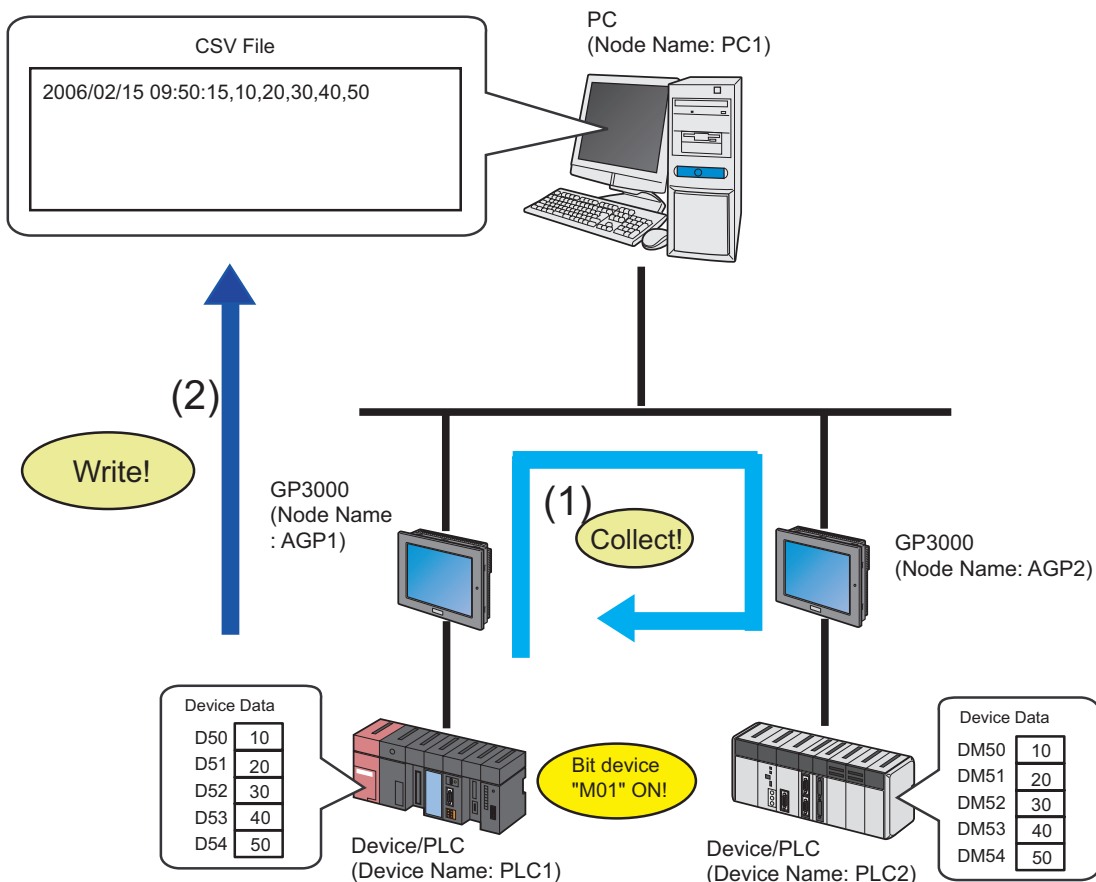 PC
(Node Name: PC1)
CSV File
2006/02/15 09:50:15,10,20,30,40,50
(2)
Write!
GP3000
(Node Name
: AGP1)
(1)
Collect!
GP3000
(Node Name: AGP2)
Device Data
D50 10
D51 20
D52 30
D53 40
D54 50
Bit device
"M01" ON!
Device/PLC
(Device Name: PLC1)
Device/PLC
(Device Name: PLC2)
Device Data
DM50 10
DM51 20
DM52 30
DM53 40
DM54 50